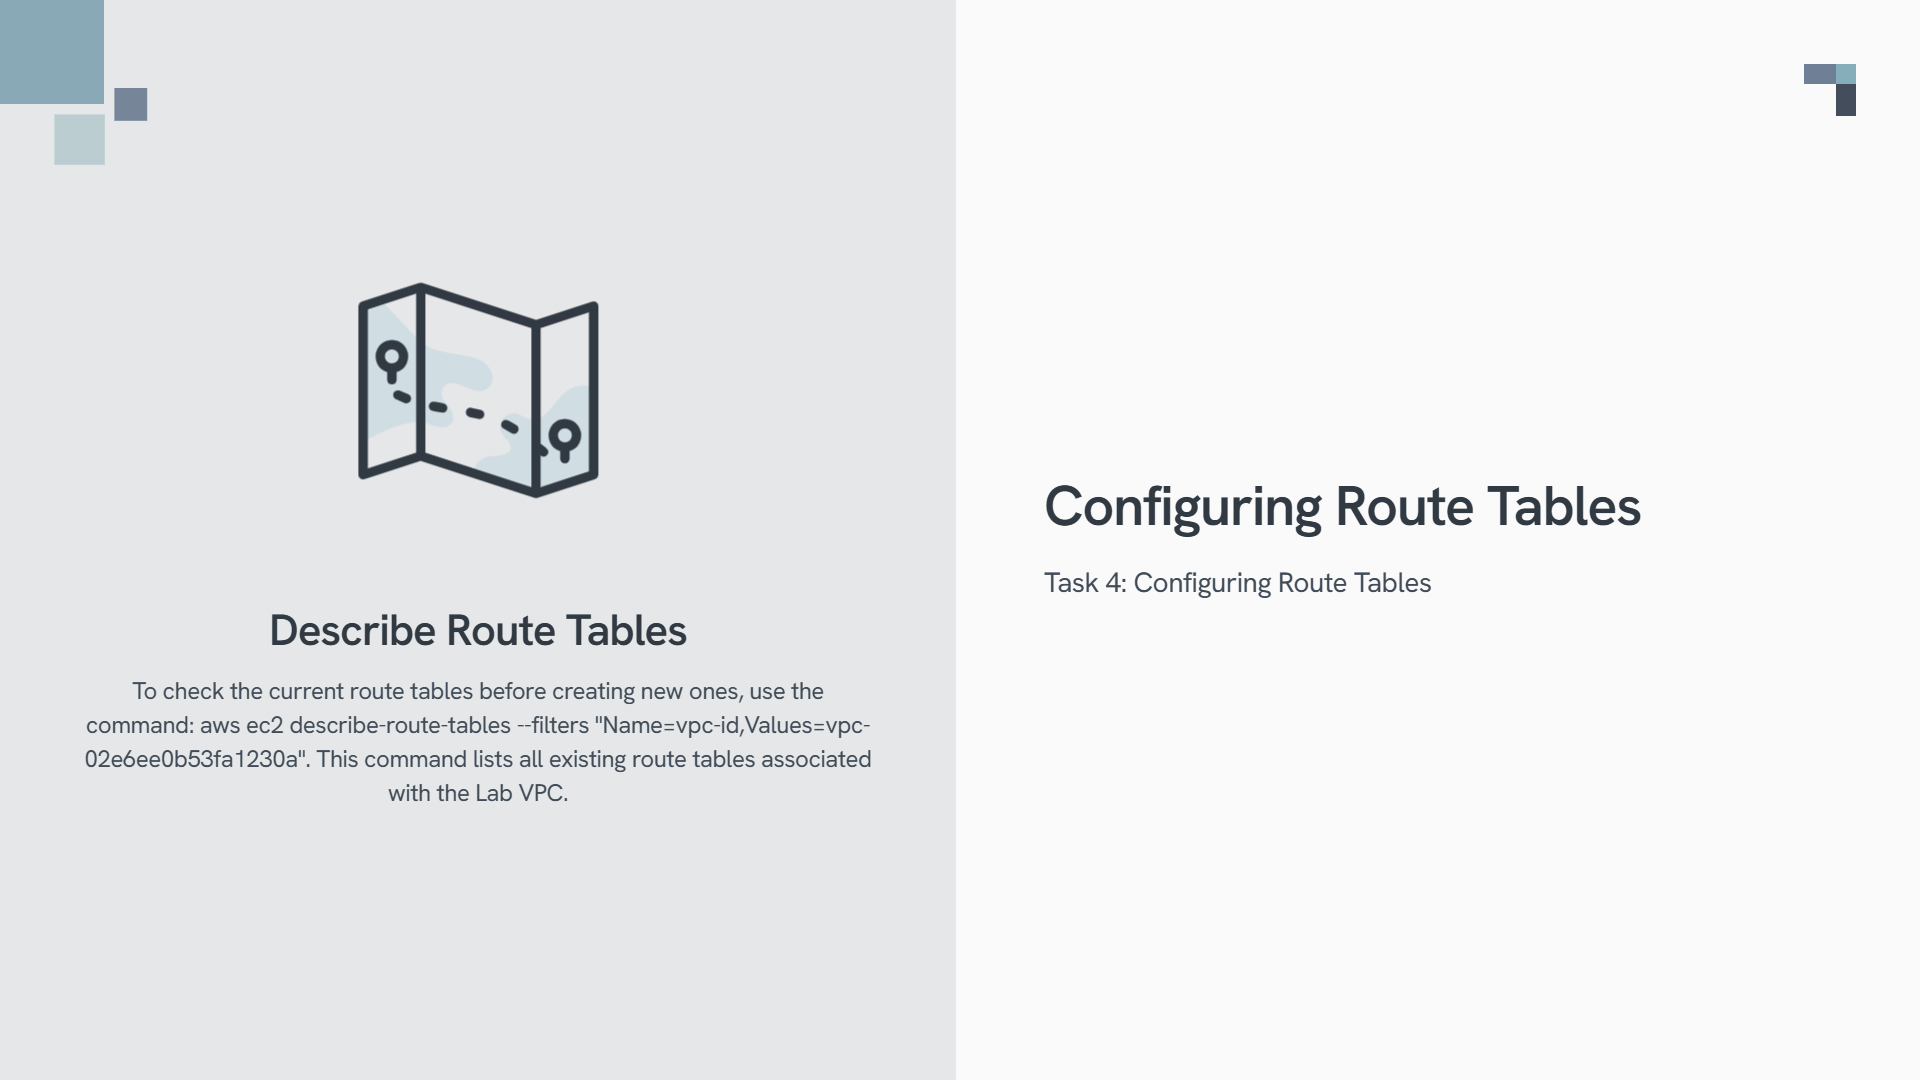 Describe Route Tables
To check the current route tables before creating new ones, use the
command: aws ec2 describe-route-tables --filters "Name=vpc-id,Values=vpc-
02e6ee0b53fa1230a". This command lists all existing route tables associated
with the Lab VPC.
Configuring Route Tables
Task 4: Configuring Route Tables